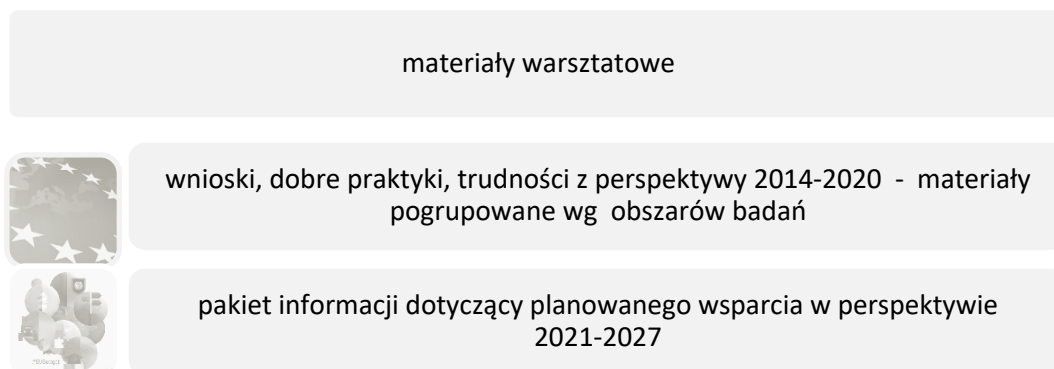 materiały warsztatowe
wnioski, dobre praktyki, trudności z perspektywy 2014-2020 - materiały
pogrupowane wg obszarów badań
pakiet informacji dotyczący planowanego wsparcia w perspektywie
2021-2027
#EUBudget